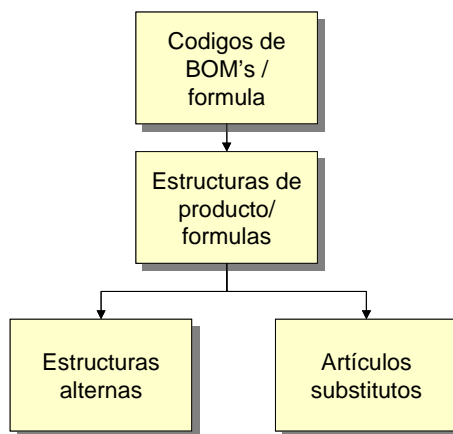 Codigos de
BOM's /
formula
Estructuras de
producto/
formulas
Estructuras
alternas
Artículos
substitutos